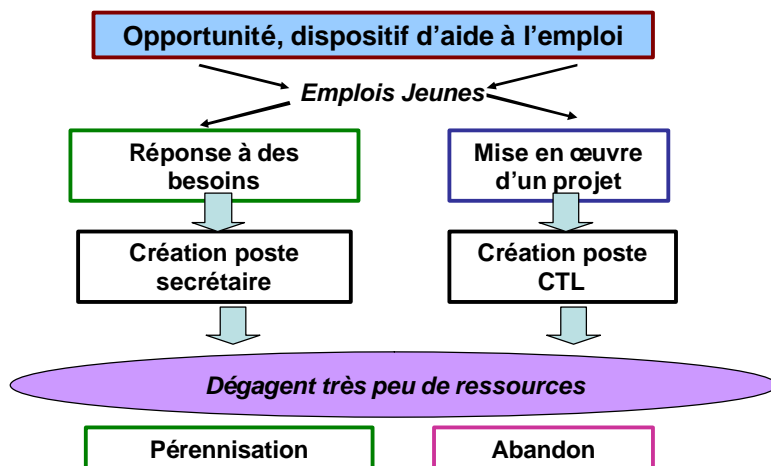 Opportunité, dispositif d’aide à l’emploi
Emplois Jeunes
Réponse à des
besoins
Mise en œuvre
d’un projet
Création poste
secrétaire
Création poste
CTL
Dégagent très peu de ressources
Pérennisation
Abandon